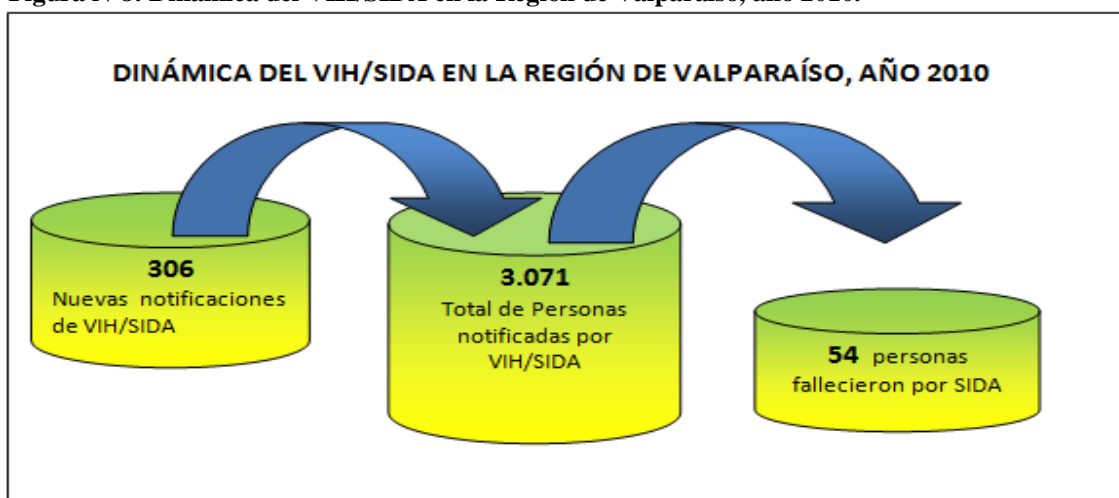 DINÁMICA DEL VIH/SIDA EN LA REGIÓN DE VALPARAÍSO, AÑO 2010
306
Nuevas notificaciones
de VIH/SIDA
3.071
Total de Personas
notificadas por
VIH/SIDA
54 personas
fallecieron por SIDA